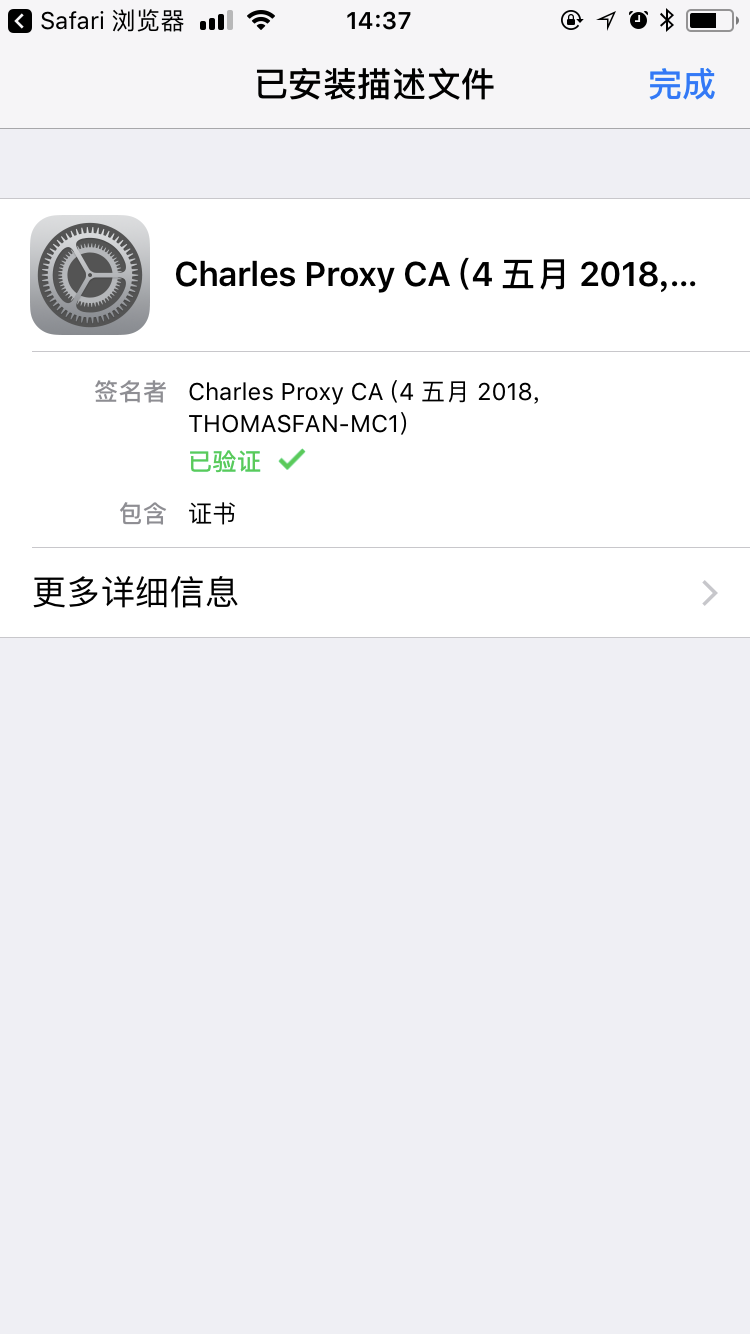 Safari 浏览器 14:37
已安装描述文件 完成
Charles Proxy CA (4 五月 2018,...
签名者 Charles Proxy CA (4 五月 2018,
THOMASFAN-MC1)
已验证
包含 证书
更多详细信息